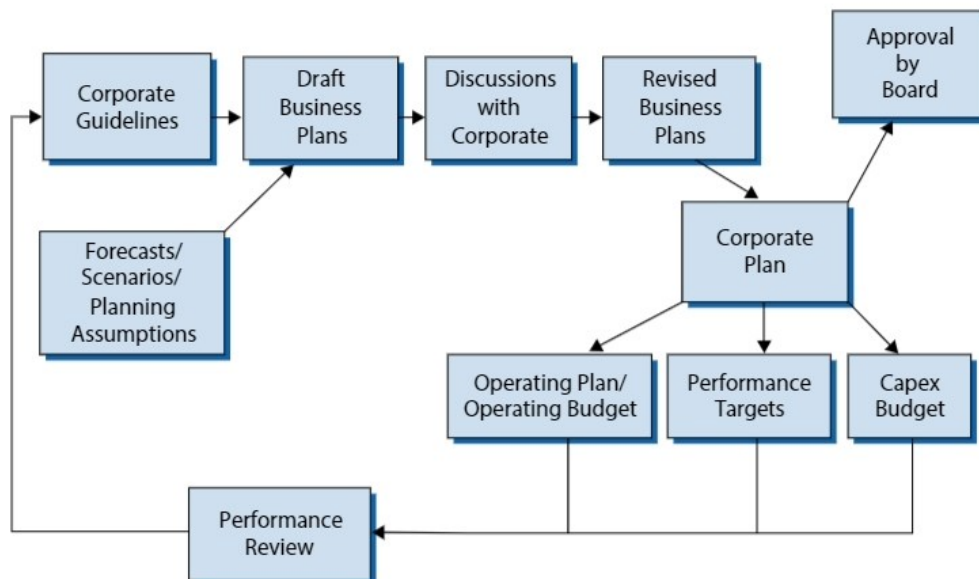 Corporate
Guidelines
Draft
Business
Plans
Discussions
with
Corporate
Revised
Business
Plans
Approval
by
Board
Forecasts/
Scenarios/
Planning
Assumptions
Corporate
Plan
Operating Plan/
Operating Budget
Performance
Targets
Capex
Budget
Performance
Review